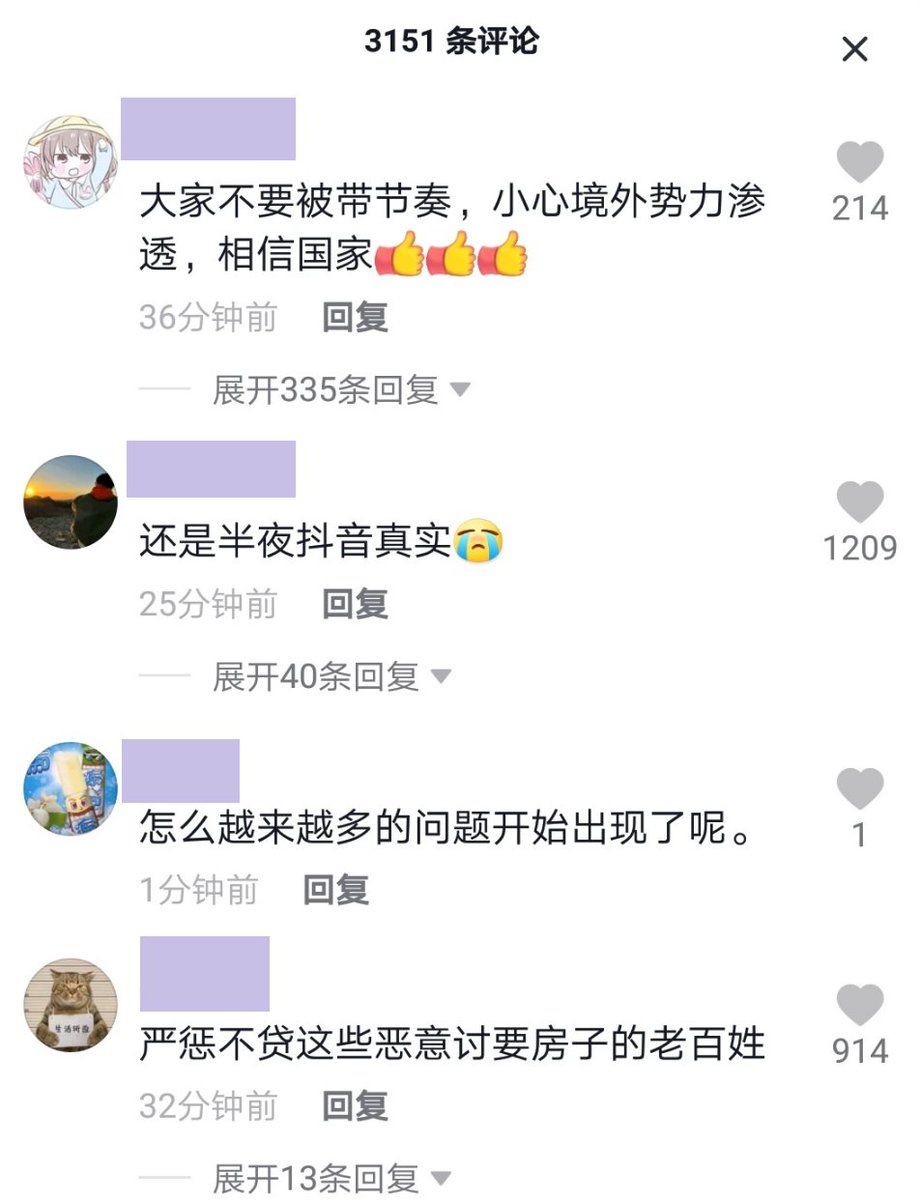 3151 条评论
大家不要被带节奏，小心境外势力渗
透，相信国家👍👍👍
214
36分钟前 回复
展开335条回复
还是半夜抖音真实😭
1209
25分钟前 回复
展开40条回复
怎么越来越多的问题开始出现了呢。
1
1分钟前 回复
生活所迫
严惩不贷这些恶意讨要房子的老百姓
914
32分钟前 回复
展开13条回复